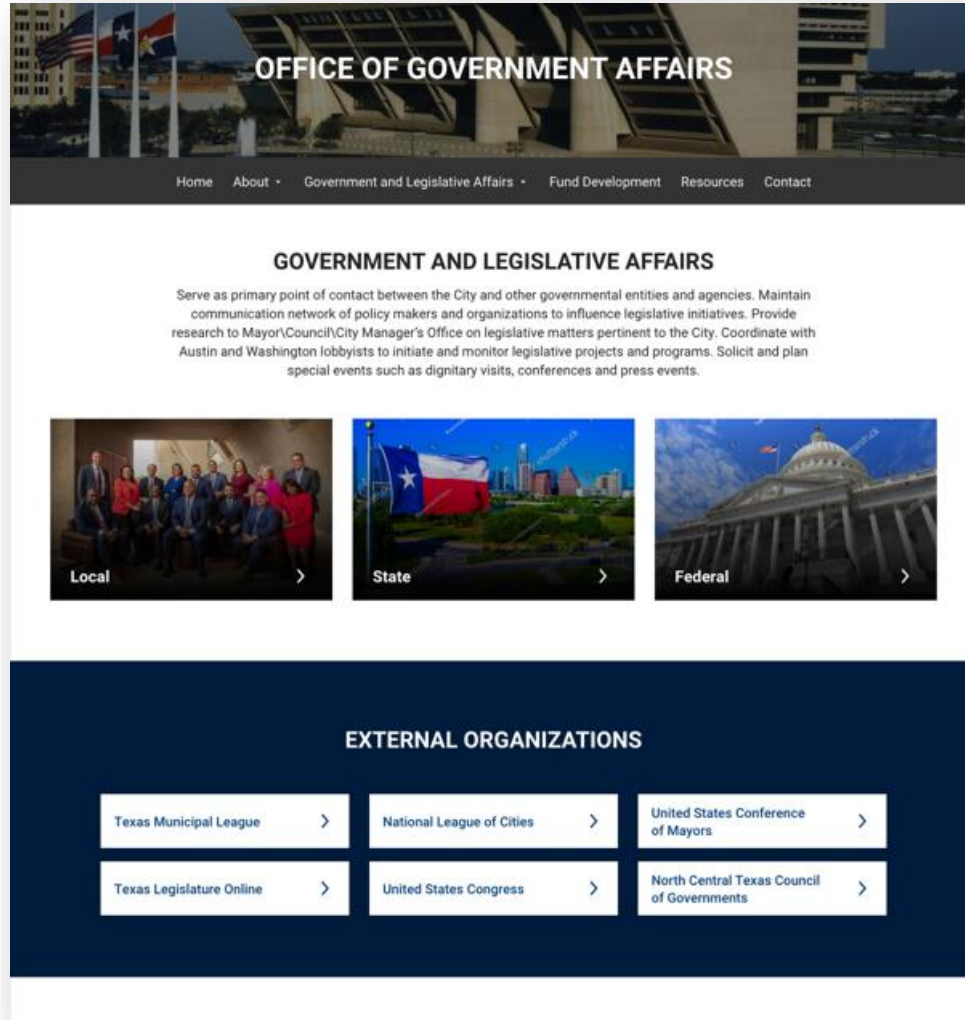 OFFICE OF GOVERNMENT AFFAIRS
Home About Government and Legislative Affairs Fund Development Resources Contact
GOVERNMENT AND LEGISLATIVE AFFAIRS
Serve as primary point of contact between the City and other governmental entities and agencies. Maintain
communication network of policy makers and organizations to influence legislative initiatives. Provide
research to Mayor\Council\City Manager's Office on legislative matters pertinent to the City. Coordinate with
Austin and Washington lobbyists to initiate and monitor legislative projects and programs. Solicit and plan
special events such as dignitary visits, conferences and press events.
Local
State
Federal
EXTERNAL ORGANIZATIONS
Texas Municipal League
National League of Cities
United States Conference
of Mayors
Texas Legislature Online
United States Congress
North Central Texas Council
of Governments